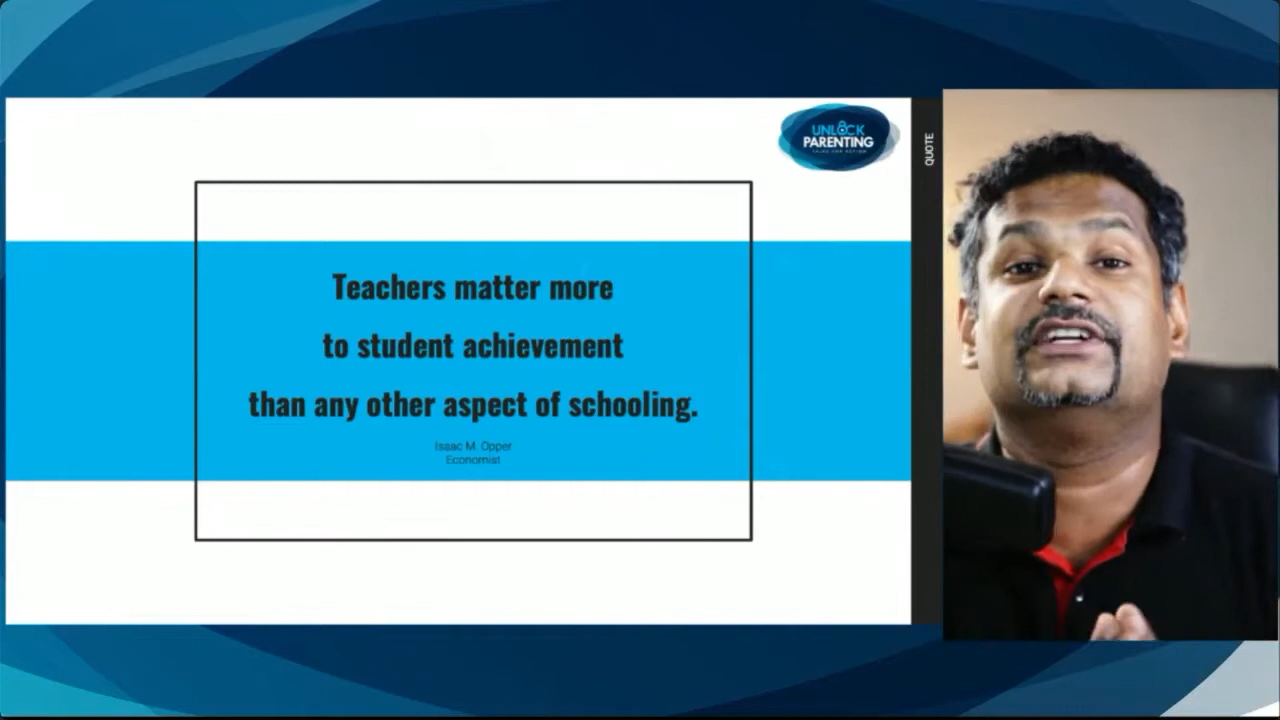 UNLOCK
PARENTING
QUOTE
Teachers matter more
to student achievement
than any other aspect of schooling.
Isaac M. Opper
Economist